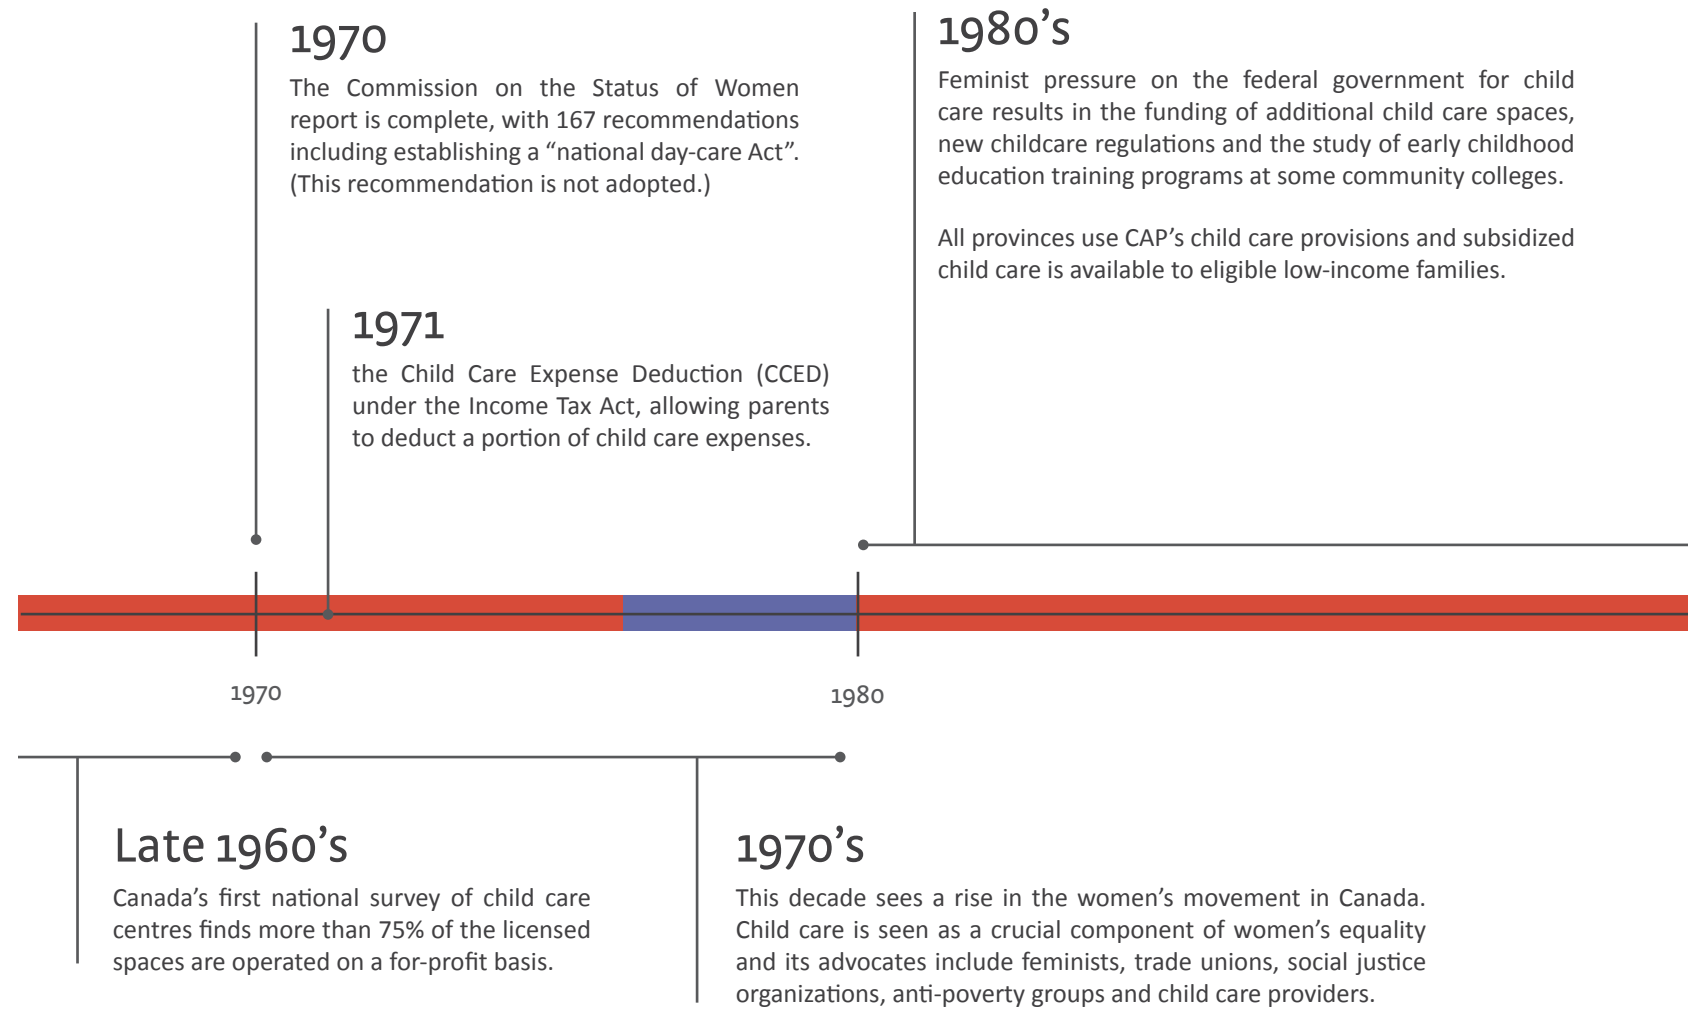 1970
The Commission on the Status of Women
report is complete, with 167 recommendations
including establishing a “national day-care Act”.
(This recommendation is not adopted.)
1971
the Child Care Expense Deduction (CCED)
under the Income Tax Act, allowing parents
to deduct a portion of child care expenses.
1980’s
Feminist pressure on the federal government for child
care results in the funding of additional child care spaces,
new childcare regulations and the study of early childhood
education training programs at some community colleges.
All provinces use CAP’s child care provisions and subsidized
child care is available to eligible low-income families.
1970
1980
Late 1960’s
Canada’s first national survey of child care
centres finds more than 75% of the licensed
spaces are operated on a for-profit basis.
1970’s
This decade sees a rise in the women’s movement in Canada.
Child care is seen as a crucial component of women’s equality
and its advocates include feminists, trade unions, social justice
organizations, anti-poverty groups and child care providers.